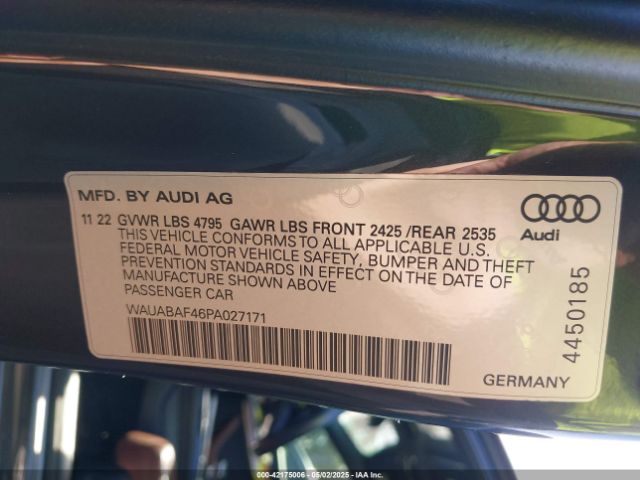 MFD. BY AUDI AG
11 22 GVWR LBS 4795 GAWR LBS FRONT 2425 /REAR 2535
THIS VEHICLE CONFORMS TO ALL APPLICABLE U.S.
FEDERAL MOTOR VEHICLE SAFETY, BUMPER AND THEFT
PREVENTION STANDARDS IN EFFECT ON THE DATE OF
MANUFACTURE SHOWN ABOVE
PASSENGER CAR
WAUABAF46PA027171
Audi
4450185
GERMANY
000-42175006 - 05/02/2025 - IAA Inc.